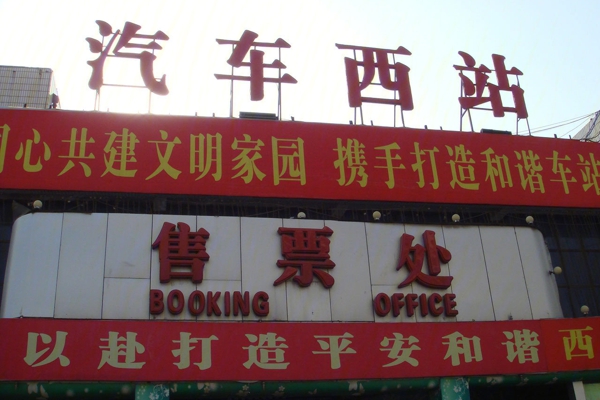 汽车西站
同心共建文明家园 携手打造和谐车站
售票处
BOOKING OFFICE
以赴打造平安和谐西